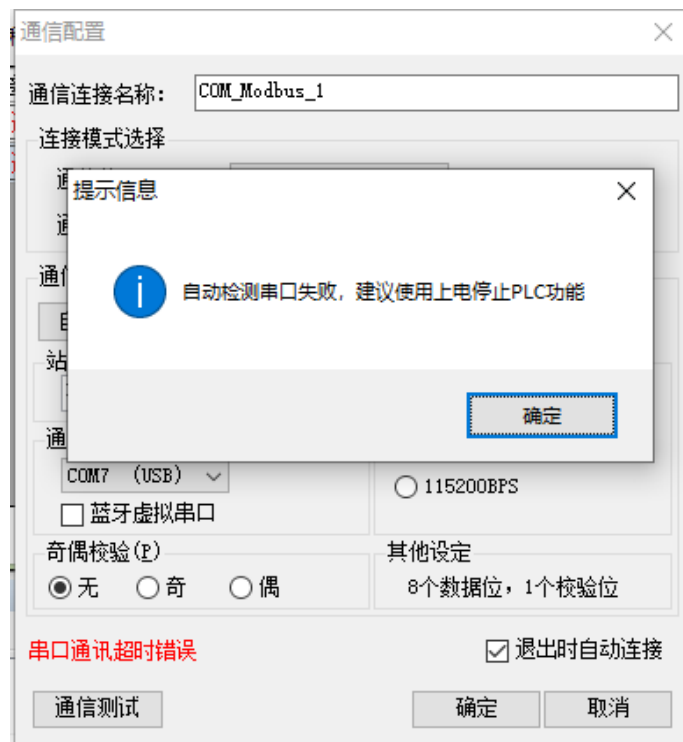 通信配置
通信连接名称：
COM_Modbus_1
连接模式选择
提示信息
自动检测串口失败，建议使用上电停止PLC功能
确定
COM7 (USB)
115200BPS
蓝牙虚拟串口
奇偶校验(P)
无 奇 偶
其他设定
8个数据位，1个校验位
串口通讯超时错误
退出时自动连接
通信测试
确定
取消